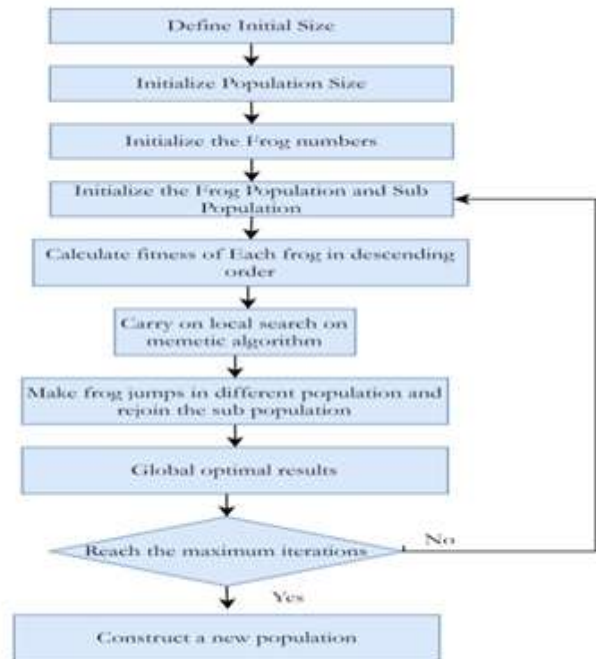 Define Initial Size
Initialize Population Size
Initialize the Frog numbers
Initialize the Frog Population and Sub
Population
Calculate fitness of Each frog in descending
order
Carry on local search on
memetic algorithm
Make frog jumps in different population and
rejoin the sub population
Global optimal results
Reach the maximum iterations
No
Yes
Construct a new population